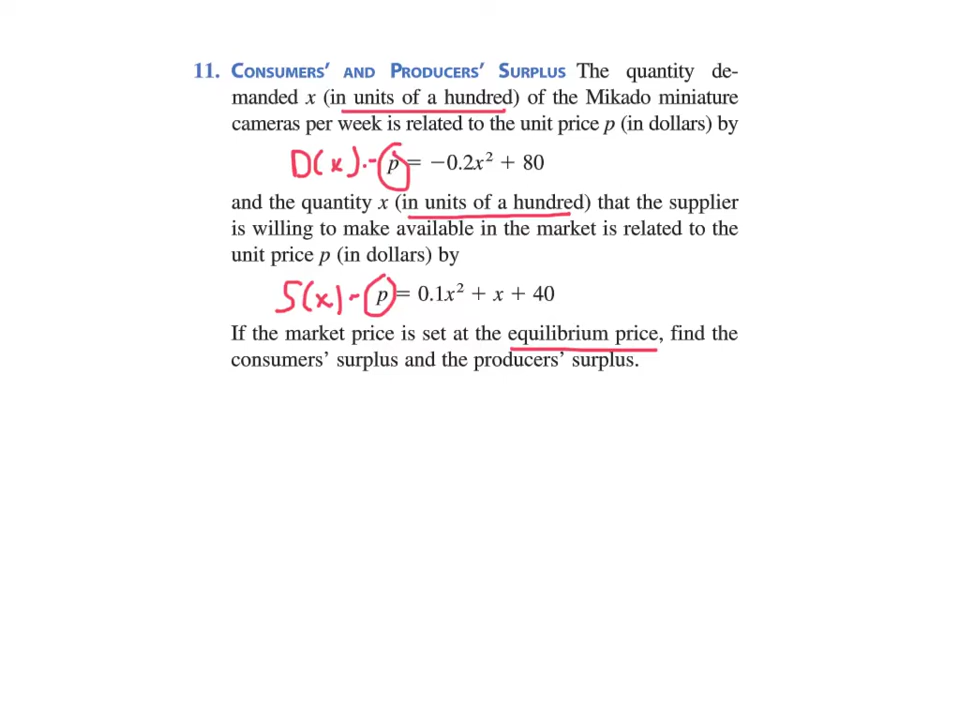 11. CONSUMERS' AND PRODUCERS' SURPLUS The quantity de-
manded x (in units of a hundred) of the Mikado miniature
cameras per week is related to the unit price p (in dollars) by
D(x) - p = −0.2x² + 80
and the quantity x (in units of a hundred) that the supplier
is willing to make available in the market is related to the
unit price p (in dollars) by
S(x) - p = 0.1x² + x + 40
If the market price is set at the equilibrium price, find the
consumers' surplus and the producers' surplus.